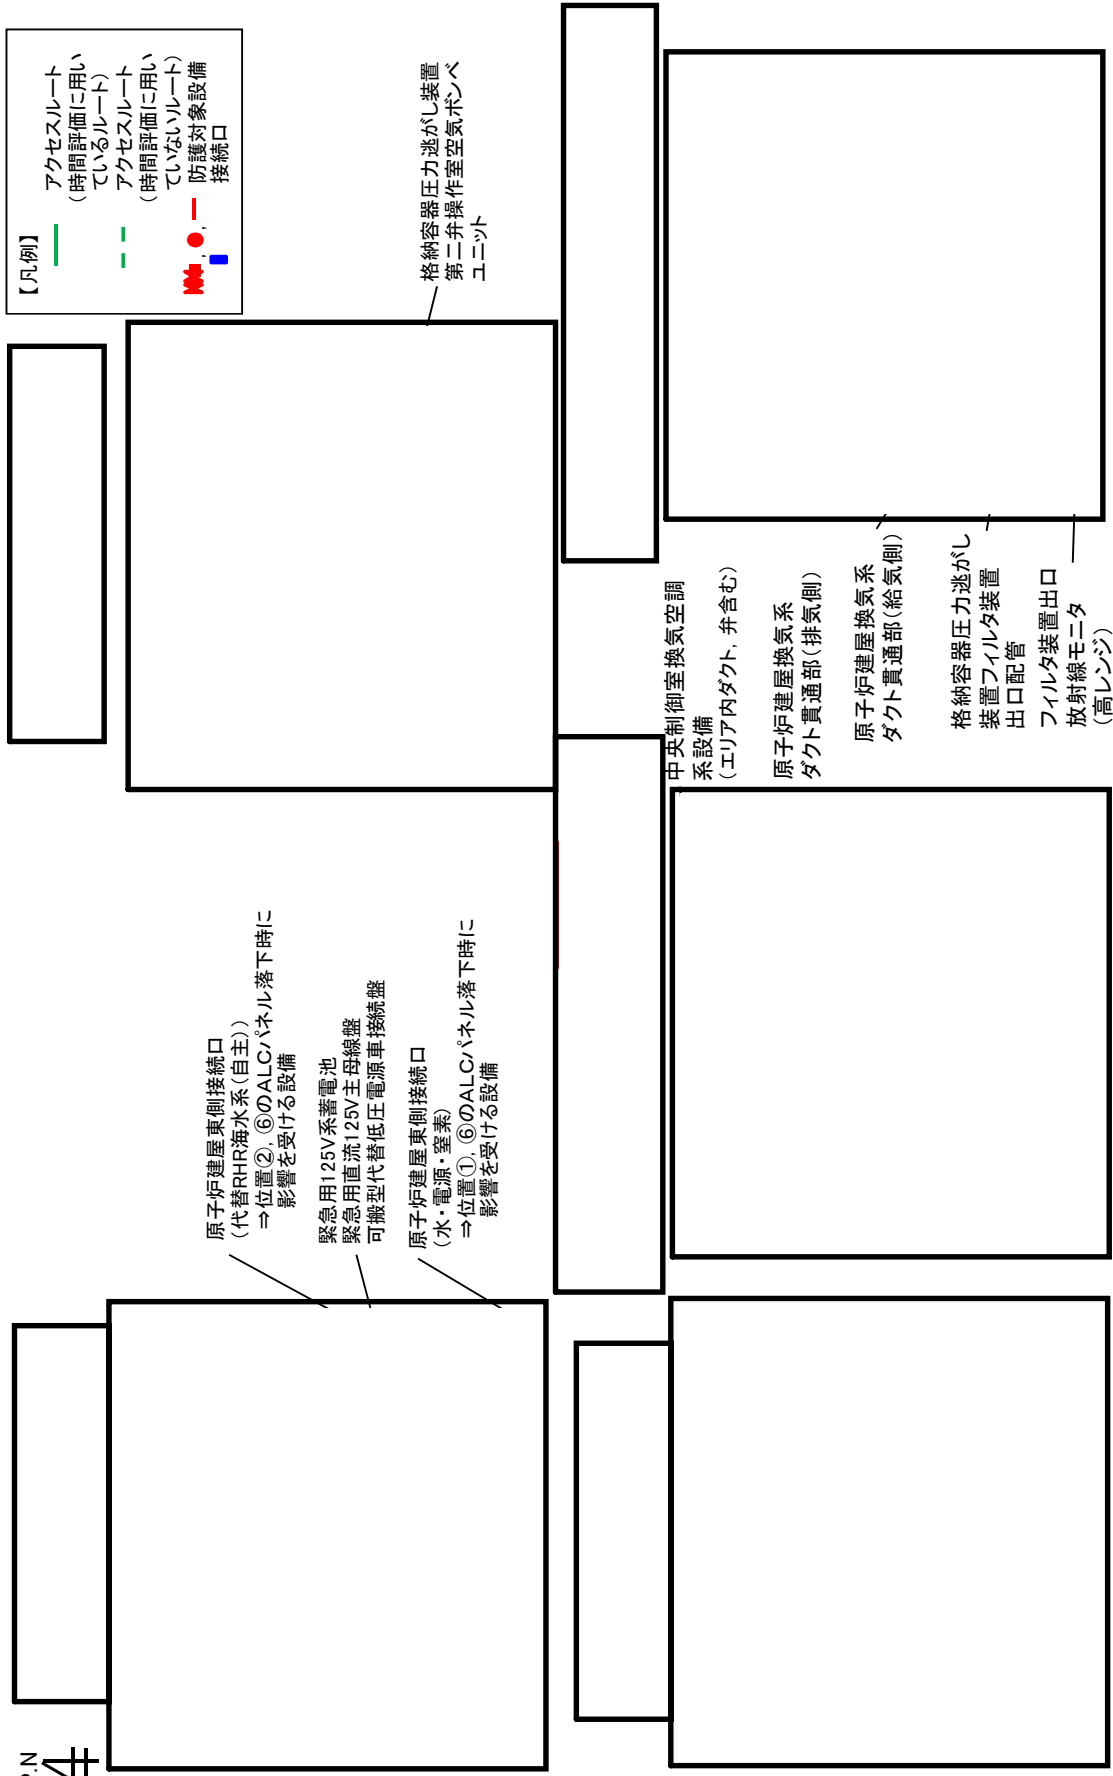 P.N
原子炉建屋東側接続口
(代替RHR海水系(自主))
⇒位置②,⑥のALCパネル落下時に
影響を受ける設備
緊急用125V系蓄電池
緊急用直流125V主母線盤
可搬型代替低圧電源車接続盤
原子炉建屋東側接続口
(水・電源・窒素)
⇒位置①,⑥のALCパネル落下時に
影響を受ける設備
格納容器圧力逃がし装置
第二弁操作室空気ボンベ
ユニット
【凡例】
アクセスルート
(時間評価に用い
ているルート)
アクセスルート
(時間評価に用い
ていないルート)
, , 防護対象設備
接続口
中央制御室換気空調
系設備
(エリア内ダクト,弁含む)
原子炉建屋換気系
ダクト貫通部(排気側)
原子炉建屋換気系
ダクト貫通部(給気側)
格納容器圧力逃がし
装置フィルタ装置
出口配管
フィルタ装置出口
放射線モニタ
(高レンジ)